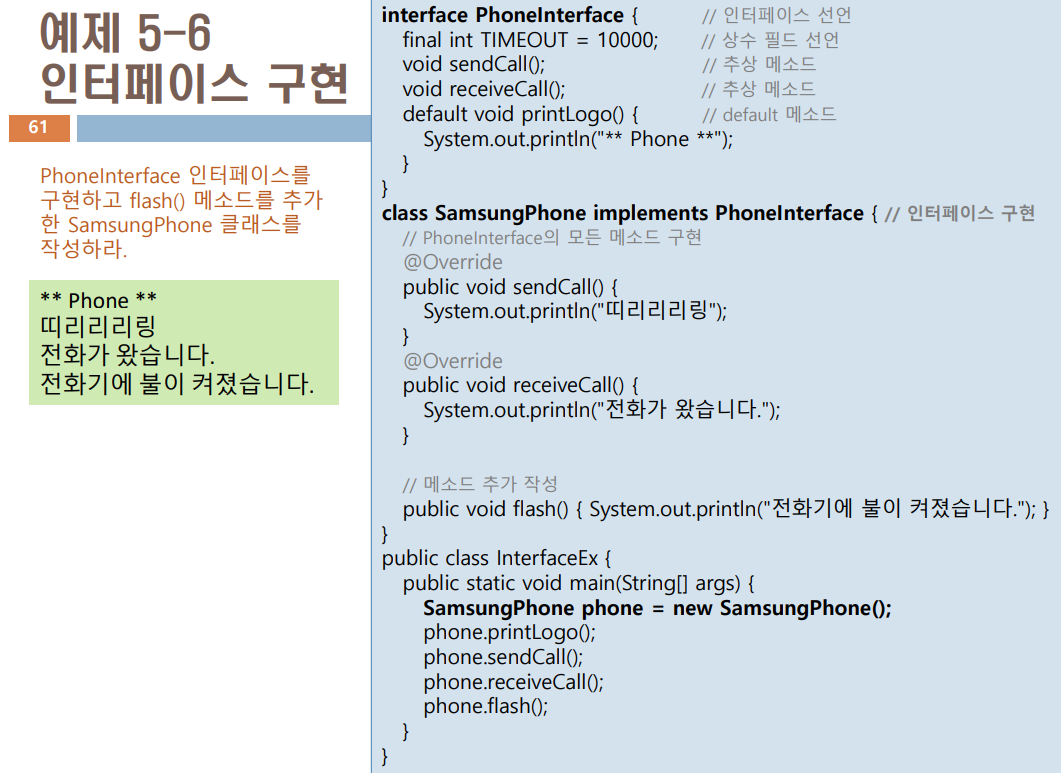 예제 5-6
인터페이스 구현
61
PhoneInterface 인터페이스를
구현하고 flash() 메소드를 추가
한 SamsungPhone 클래스를
작성하라.
** Phone **
띠리리리링
전화가 왔습니다.
전화기에 불이 켜졌습니다.
interface PhoneInterface { // 인터페이스 선언
final int TIMEOUT = 10000; // 상수 필드 선언
void sendCall(); // 추상 메소드
void receiveCall(); // 추상 메소드
default void printLogo() { // default 메소드
System.out.println("** Phone **");
}
}
class SamsungPhone implements PhoneInterface { // 인터페이스 구현
// PhoneInterface의 모든 메소드 구현
@Override
public void sendCall() {
System.out.println("띠리리리링");
}
@Override
public void receiveCall() {
System.out.println("전화가 왔습니다.");
}
// 메소드 추가 작성
public void flash() { System.out.println("전화기에 불이 켜졌습니다."); }
}
public class InterfaceEx {
public static void main(String[] args) {
SamsungPhone phone = new SamsungPhone();
phone.printLogo();
phone.sendCall();
phone.receiveCall();
phone.flash();
}
}